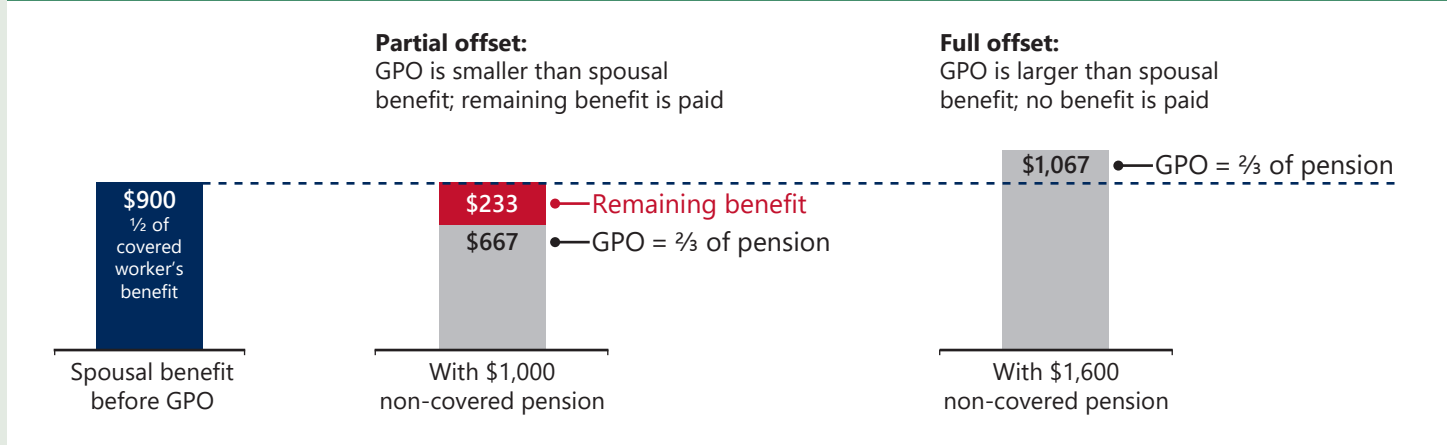 Partial offset:
GPO is smaller than spousal
benefit; remaining benefit is paid
Full offset:
GPO is larger than spousal
benefit; no benefit is paid
$900
½ of
covered
worker's
benefit
$233
Remaining benefit
$667
GPO = ⅔ of pension
$1,067
GPO = ⅔ of pension
Spousal benefit
before GPO
With $1,000
non-covered pension
With $1,600
non-covered pension